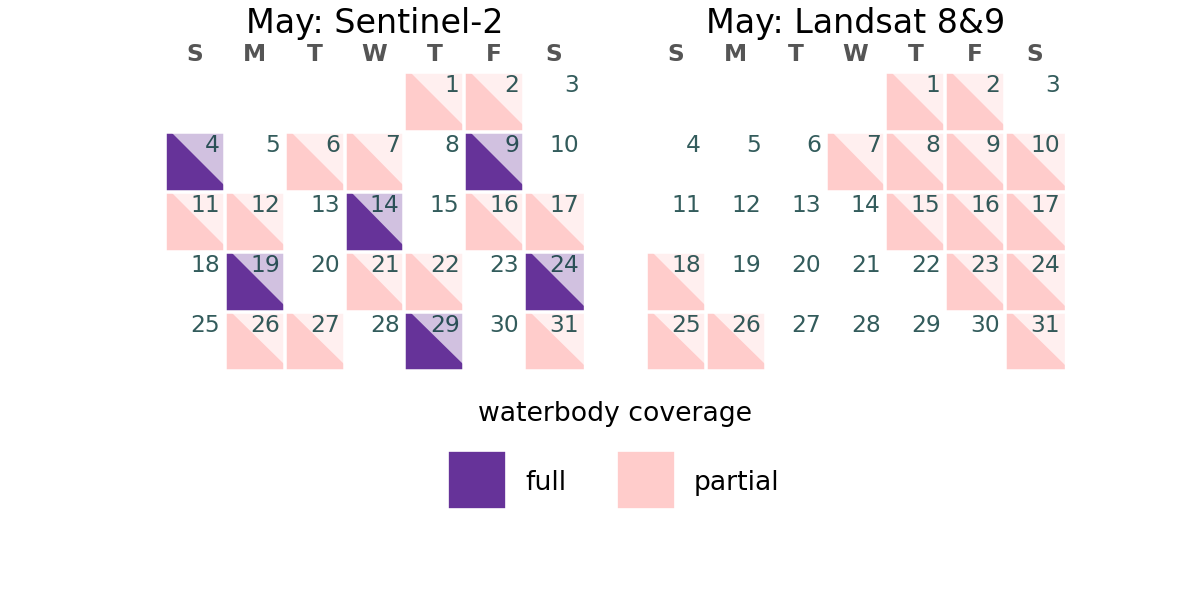 May: Sentinel-2
S M T W T F S
1 2 3
4 5 6 7 8 9 10
11 12 13 14 15 16 17
18 19 20 21 22 23 24
25 26 27 28 29 30 31
May: Landsat 8&9
S M T W T F S
1 2 3
4 5 6 7 8 9 10
11 12 13 14 15 16 17
18 19 20 21 22 23 24
25 26 27 28 29 30 31
waterbody coverage
full
partial